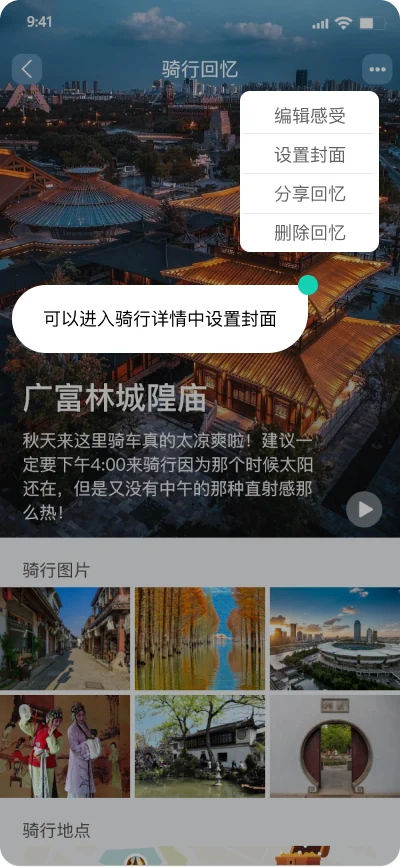 9:41
骑行回忆
编辑感受
设置封面
分享回忆
删除回忆
可以进入骑行详情中设置封面
广富林城隍庙
秋天来这里骑车真的太凉爽啦！建议一
定要下午4:00来骑行因为那个时候太阳
还在，但是又没有中午的那种直射感那
么热！
骑行图片
骑行地点